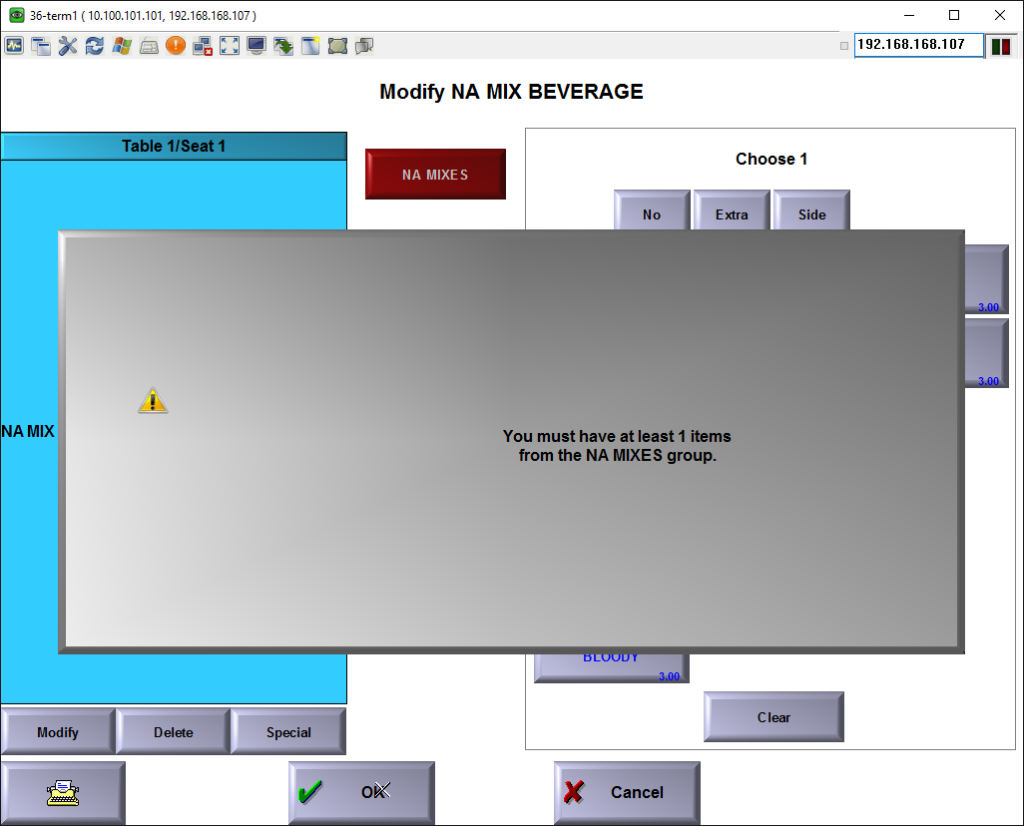 36-term1 ( 10.100.101.101, 192.168.168.107 )
192.168.168.107
Modify NA MIX BEVERAGE
Table 1/Seat 1
NA MIXES
Choose 1
No
Extra
Side
3.00
3.00
NA MIX
You must have at least 1 items
from the NA MIXES group.
BLOODY
3.00
Clear
Modify
Delete
Special
OK
Cancel